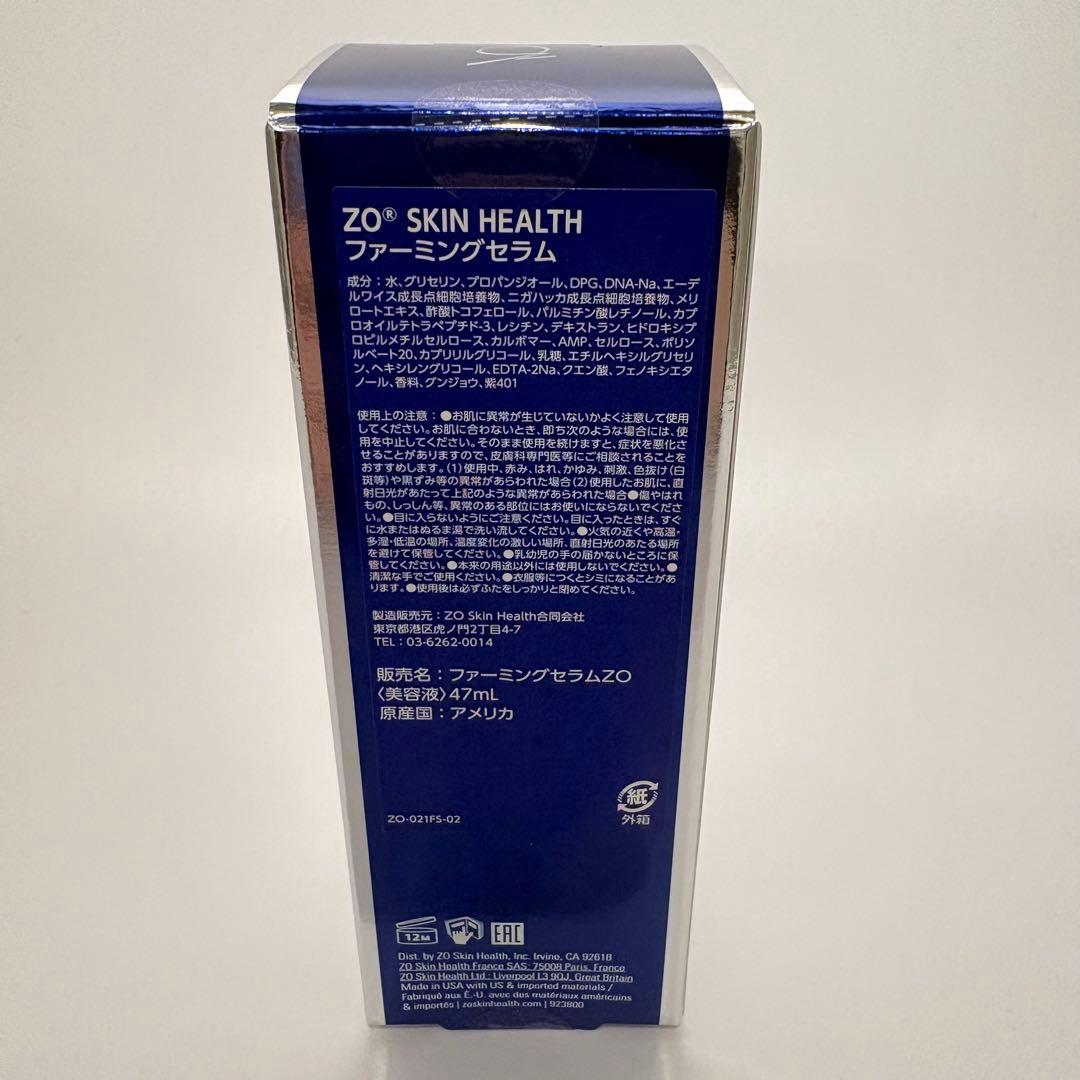 ZO® SKIN HEALTH
ファーミングセラム
成分：水、グリセリン、プロパンジオール、DPG、DNA-Na、エーデ
ルワイス成長点細胞培養物、ニガハッカ成長点細胞培養物、メリ
ロートエキス、酢酸トコフェロール、パルミチン酸レチノール、カプ
ロオイルテトラペプチド-3、レシチン、デキストラン、ヒドロキシプ
ロピルメチルセルロース、カルボマー、AMP、セルロース、ポリソ
ルベート20、カプリリルグリコール、乳糖、エチルヘキシルグリセリ
ン、ヘキシレングリコール、EDTA-2Na、クエン酸、フェノキシエタ
ノール、香料、グンジョウ、紫401
使用上の注意：●お肌に異常が生じていないかよく注意して使用
してください。お肌に合わないとき、即ち次のような場合には、使
用を中止してください。そのまま使用を続けますと、症状を悪化さ
せることがありますので、皮膚科専門医等にご相談されることを
おすすめします。（1）使用中、赤み、はれ、かゆみ、刺激、色抜け（白
斑等）や黒ずみ等の異常があらわれた場合（2）使用したお肌に、直
射日光があたって上記のような異常があらわれた場合●傷やはれ
もの、しっしん等、異常のある部位にはお使いにならないでくださ
い。●目に入らないようにご注意ください。目に入ったときは、すぐ
に水またはぬるま湯で洗い流してください。●火気の近くや高温・
多湿・低温の場所、温度変化の激しい場所、直射日光のあたる場所
を避けて保管してください。●乳幼児の手の届かないところに保
管してください。●本来の用途以外には使用しないでください。●
清潔な手でご使用ください。●衣服等につくとシミになることがあ
ります。●使用後は必ずふたをしっかりと閉めてください。
製造販売元：ZO Skin Health合同会社
東京都港区虎ノ門2丁目4-7
TEL：03-6262-0014
販売名：ファーミングセラムZO
〈美容液〉47mL
原産国：アメリカ
紙
外箱
ZO-021FS-02
12M
EAC
Dist. by ZO Skin Health, Inc. Irvine, CA 92618
ZO Skin Health France SAS: 75008 Paris, France
ZO Skin Health Ltd.: Liverpool L3 9QJ, Great Britain
Made in USA with US & imported materials /
Fabriqué aux É.-U. avec des matériaux américains
& importés | zoskinhealth.com | 923800